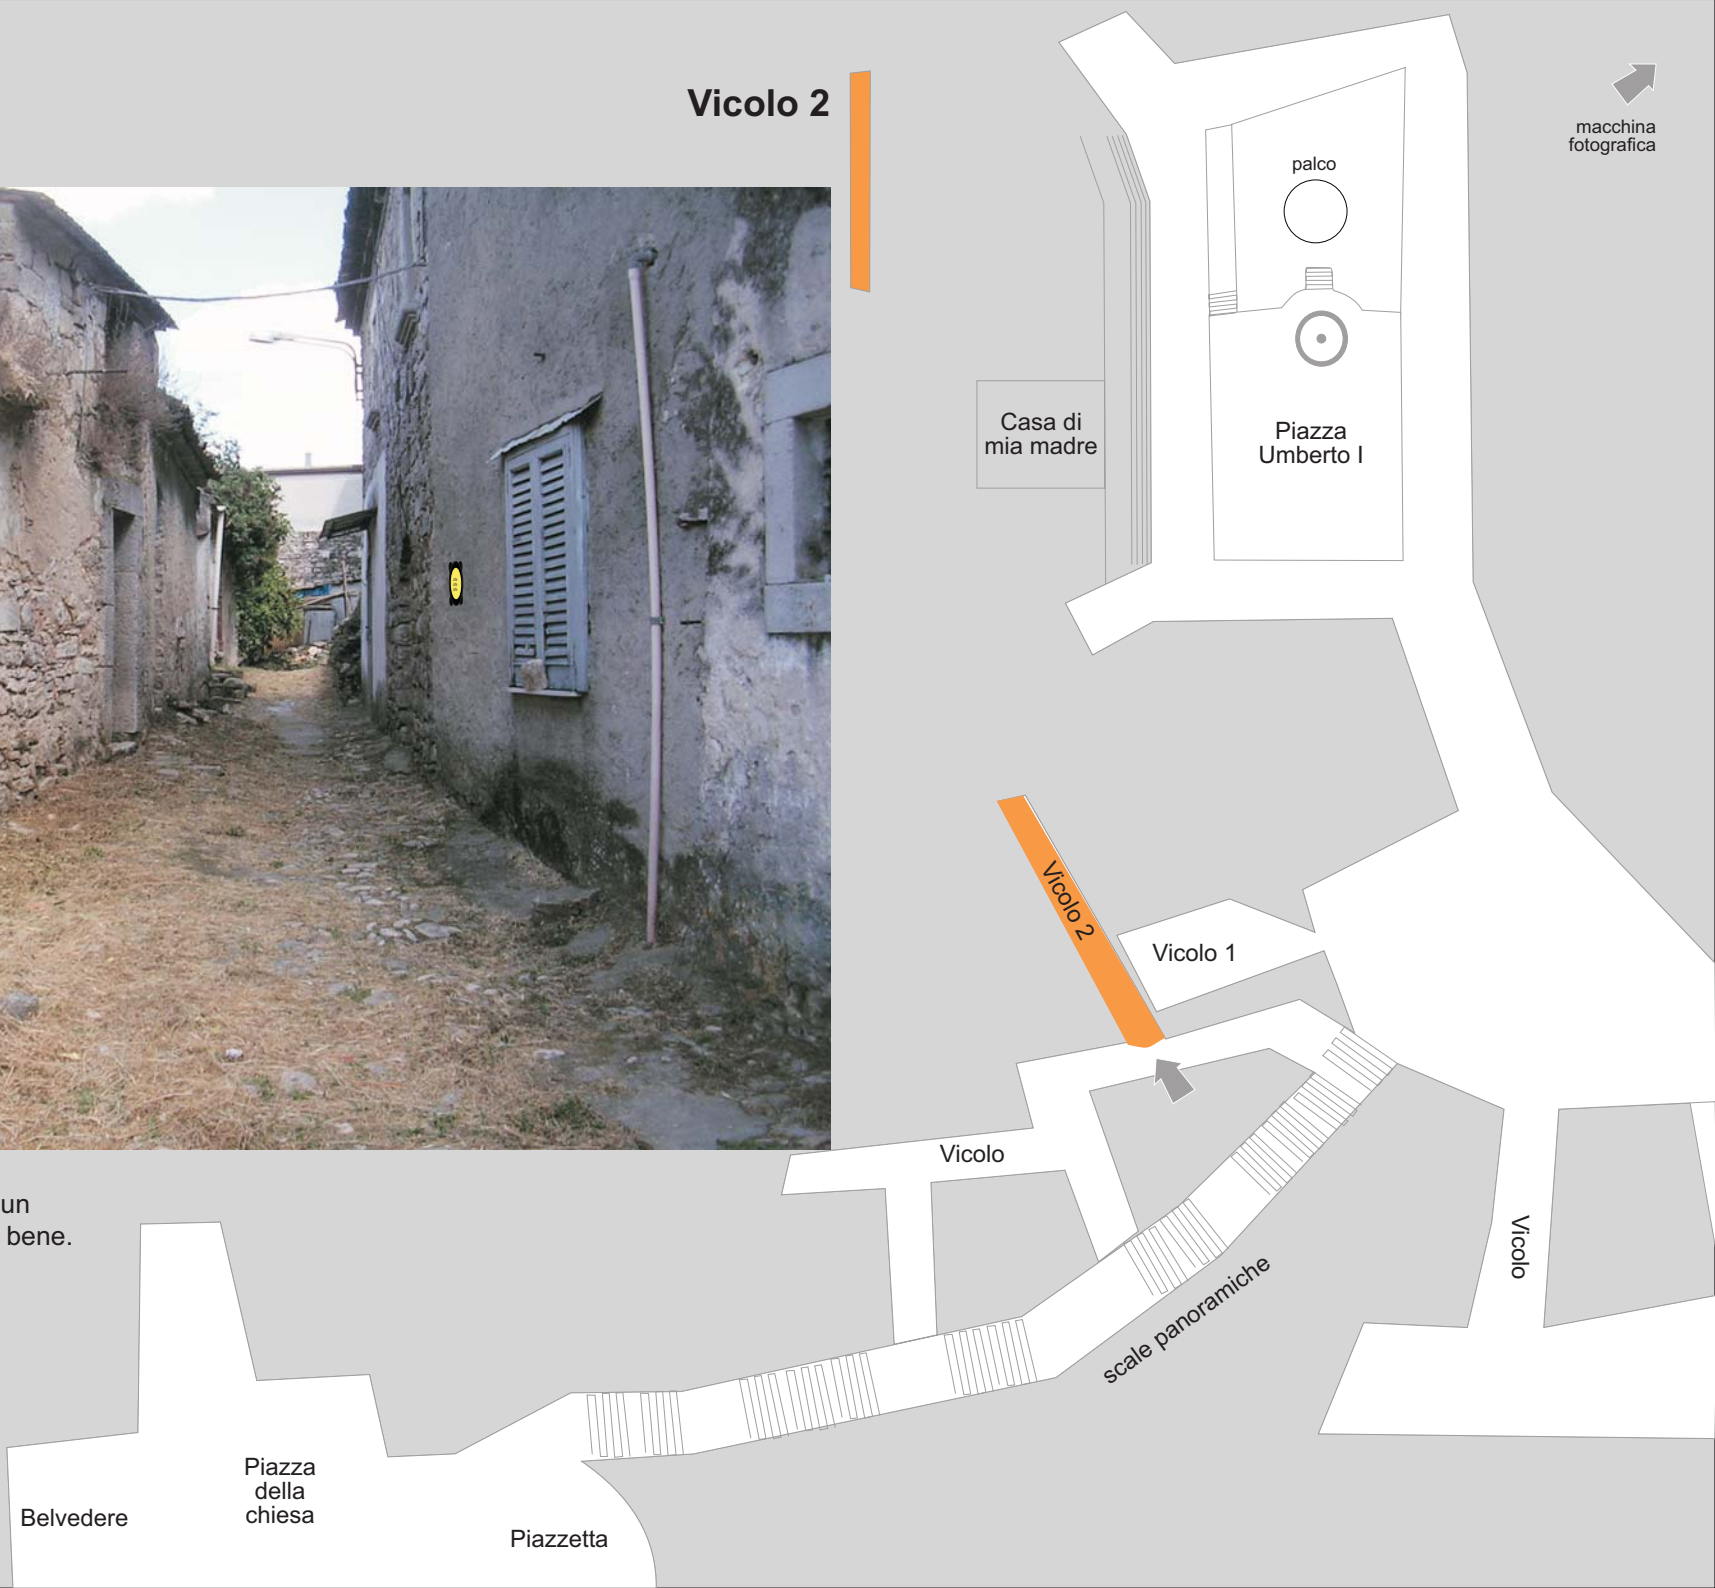 Vicolo 2
macchina
fotografica
palco
Casa di
mia madre
Piazza
Umberto I
Vicolo 2
Vicolo 1
Vicolo
Vicolo
un
bene.
scale panoramiche
Piazza
della
chiesa
Belvedere
Piazzetta